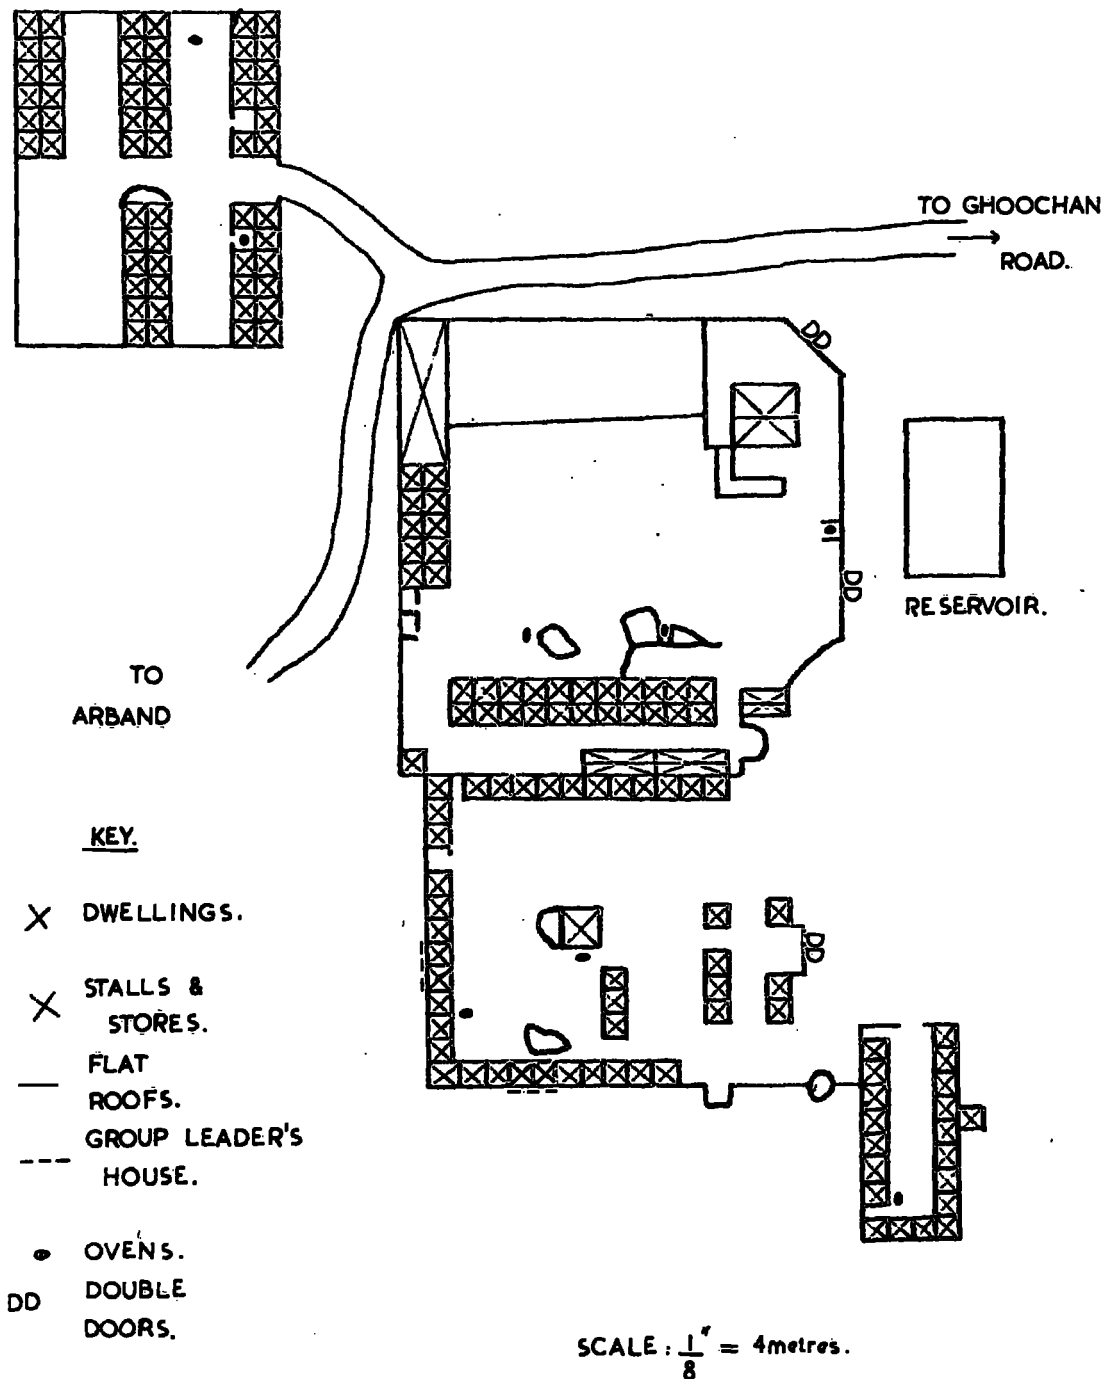 TO GHOOCHAN
ROAD.
DD
DD
RESERVOIR.
TO
ARBAND
KEY.
DWELLINGS.
STALLS &
STORES.
FLAT
ROOFS.
GROUP LEADER'S
HOUSE.
OVENS.
DD DOUBLE
DOORS.
DD
SCALE : 1/8" = 4metres.